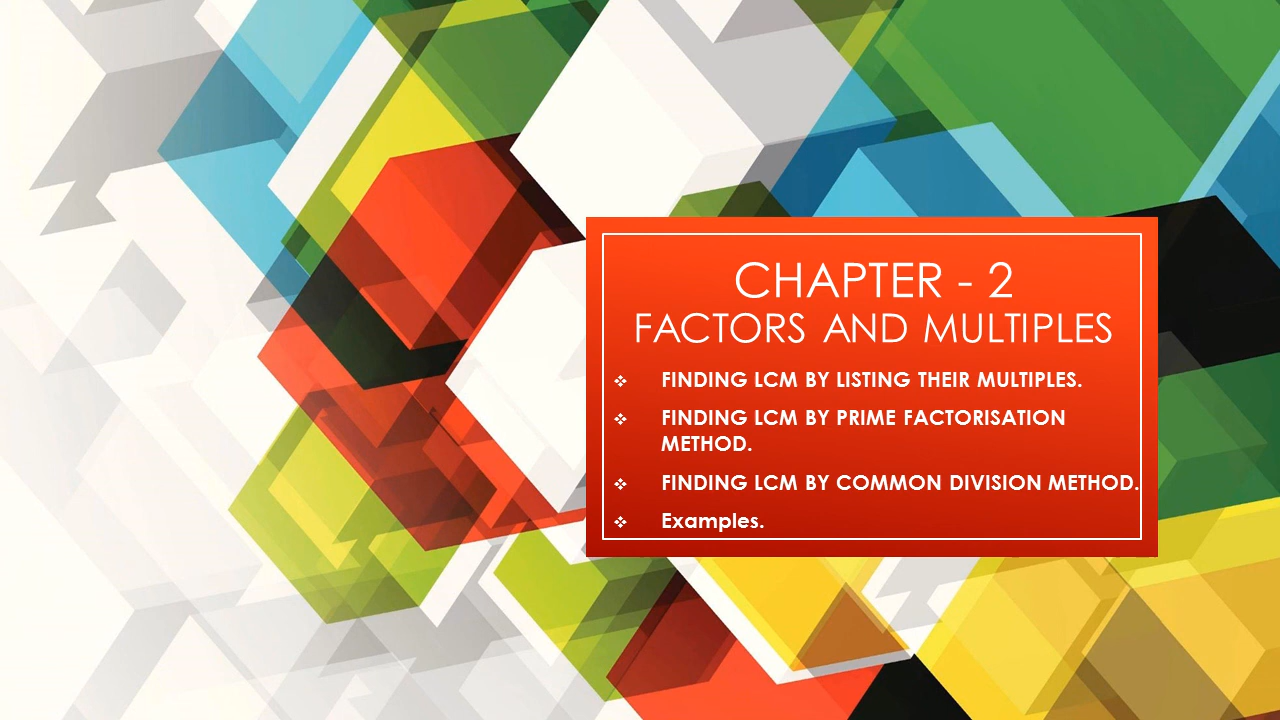 CHAPTER - 2
FACTORS AND MULTIPLES
❖ FINDING LCM BY LISTING THEIR MULTIPLES.
❖ FINDING LCM BY PRIME FACTORISATION
METHOD.
❖ FINDING LCM BY COMMON DIVISION METHOD.
❖ Examples.